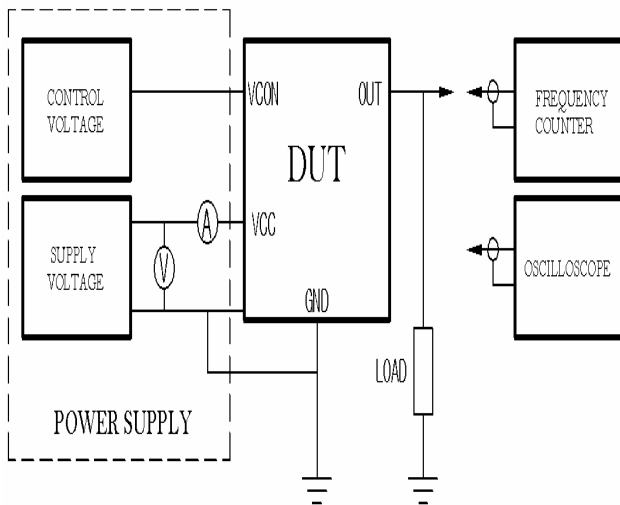 CONTROL
VOLTAGE
VCON
OUT
FREQUENCY
COUNTER
DUT
A
VCC
SUPPLY
VOLTAGE
V
OSCILLOSCOPE
GND
LOAD
POWER SUPPLY